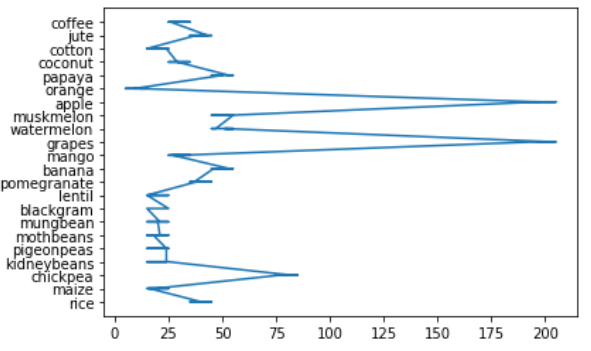 coffee
jute
cotton
coconut
papaya
orange
apple
muskmelon
watermelon
grapes
mango
banana
pomegranate
lentil
blackgram
mungbean
mothbeans
pigeonpeas
kidneybeans
chickpea
maize
rice
0 25 50 75 100 125 150 175 200